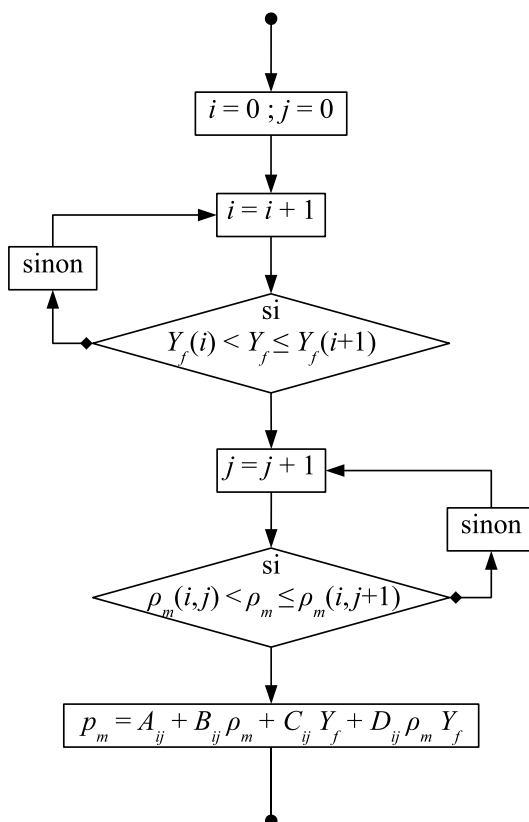 i = 0 ; j = 0
i = i + 1
sinon
si
Y_f(i) < Y_f ≤ Y_f(i+1)
j = j + 1
sinon
si
ρ_m(i,j) < ρ_m ≤ ρ_m(i,j+1)
p_m = A_ij + B_ij ρ_m + C_ij Y_f + D_ij ρ_m Y_f